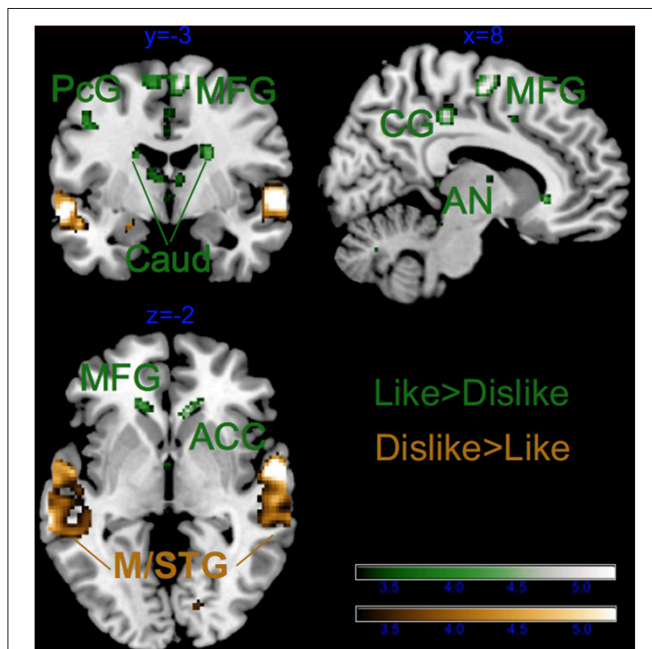 y=-3
x=8
PcG
MFG
MFG
CG
AN
Caud
z=-2
MFG
ACC
Like>Dislike
Dislike>Like
M/STG
3.5 4.0 4.5 5.0
3.5 4.0 4.5 5.0